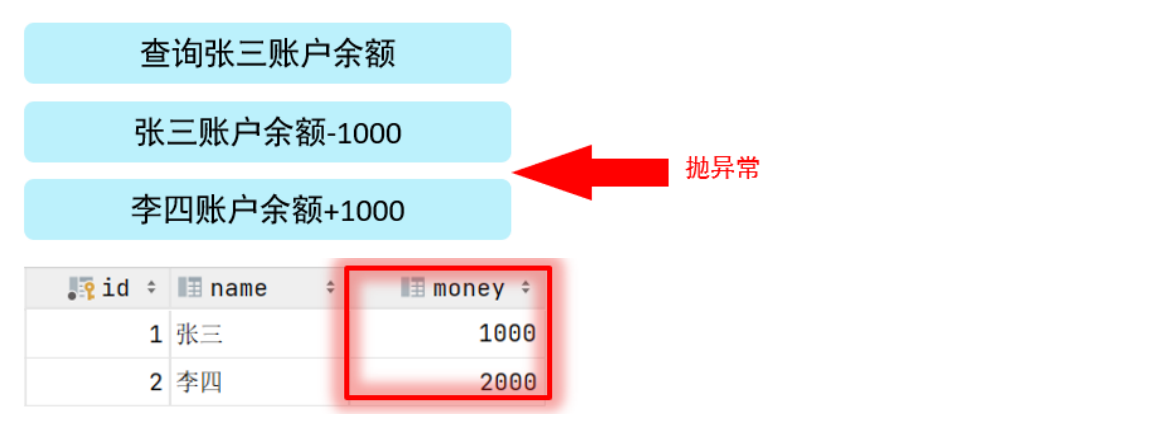 查询张三账户余额
张三账户余额-1000
抛异常
李四账户余额+1000
id name money
1 张三 1000
2 李四 2000